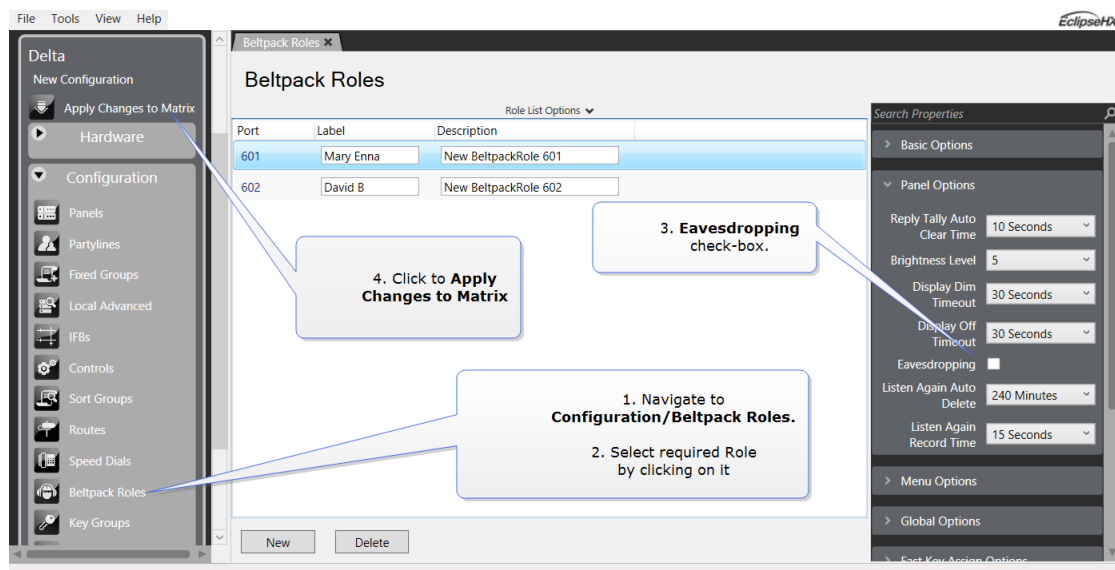 File Tools View Help
EclipseHX
Delta
New Configuration
Apply Changes to Matrix
Hardware
Configuration
Panels
Partylines
Fixed Groups
Local Advanced
IFBs
Controls
Sort Groups
Routes
Speed Dials
Beltpack Roles
Key Groups
Beltpack Roles ×
Beltpack Roles
Role List Options
Port Label Description
601 Mary Enna New BeltpackRole 601
602 David B New BeltpackRole 602
3. Eavesdropping
check-box.
4. Click to Apply
Changes to Matrix
1. Navigate to
Configuration/Beltpack Roles.
2. Select required Role
by clicking on it
New Delete
Search Properties
Basic Options
Panel Options
Reply Tally Auto
Clear Time
10 Seconds
Brightness Level 5
Display Dim
Timeout
30 Seconds
Display Off
Timeout
30 Seconds
Eavesdropping
Listen Again Auto
Delete
240 Minutes
Listen Again
Record Time
15 Seconds
Menu Options
Global Options
Fast Key Assign Options